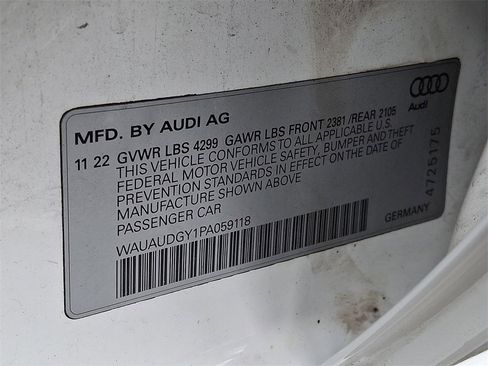 MFD. BY AUDI AG
Audi
11 22 GVWR LBS 4299 GAWR LBS FRONT 2381 /REAR 2105
THIS VEHICLE CONFORMS TO ALL APPLICABLE U.S.
FEDERAL MOTOR VEHICLE SAFETY, BUMPER AND THEFT
PREVENTION STANDARDS IN EFFECT ON THE DATE OF
MANUFACTURE SHOWN ABOVE
PASSENGER CAR
WAUAUDGY1PA059118
GERMANY
4725175